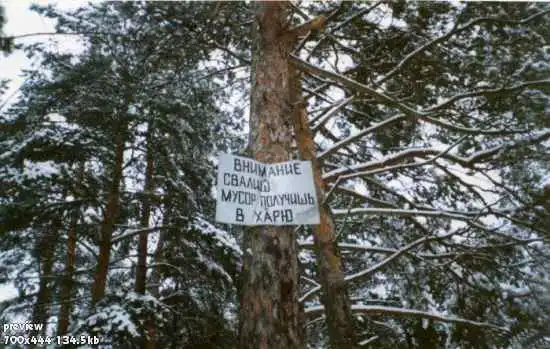 ВНИМАНИЕ
СВАЛИШЬ
МУСОР ПОЛУЧИШЬ
В ХАРЮ
preview
700x444 134.5kb